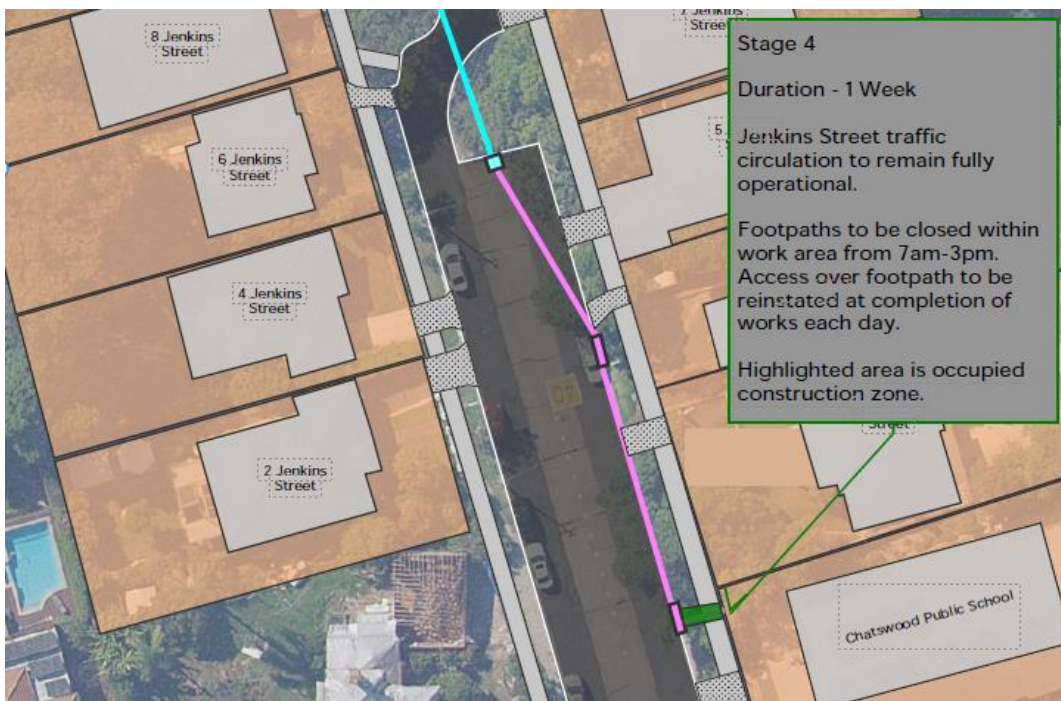 8 Jenkins
Street
6 Jenkins
Street
4 Jenkins
Street
2 Jenkins
Street
7 Jenkins
Street
5
Street
Chatswood Public School
Stage 4
Duration - 1 Week
Jenkins Street traffic
circulation to remain fully
operational.
Footpaths to be closed within
work area from 7am-3pm.
Access over footpath to be
reinstated at completion of
works each day.
Highlighted area is occupied
construction zone.